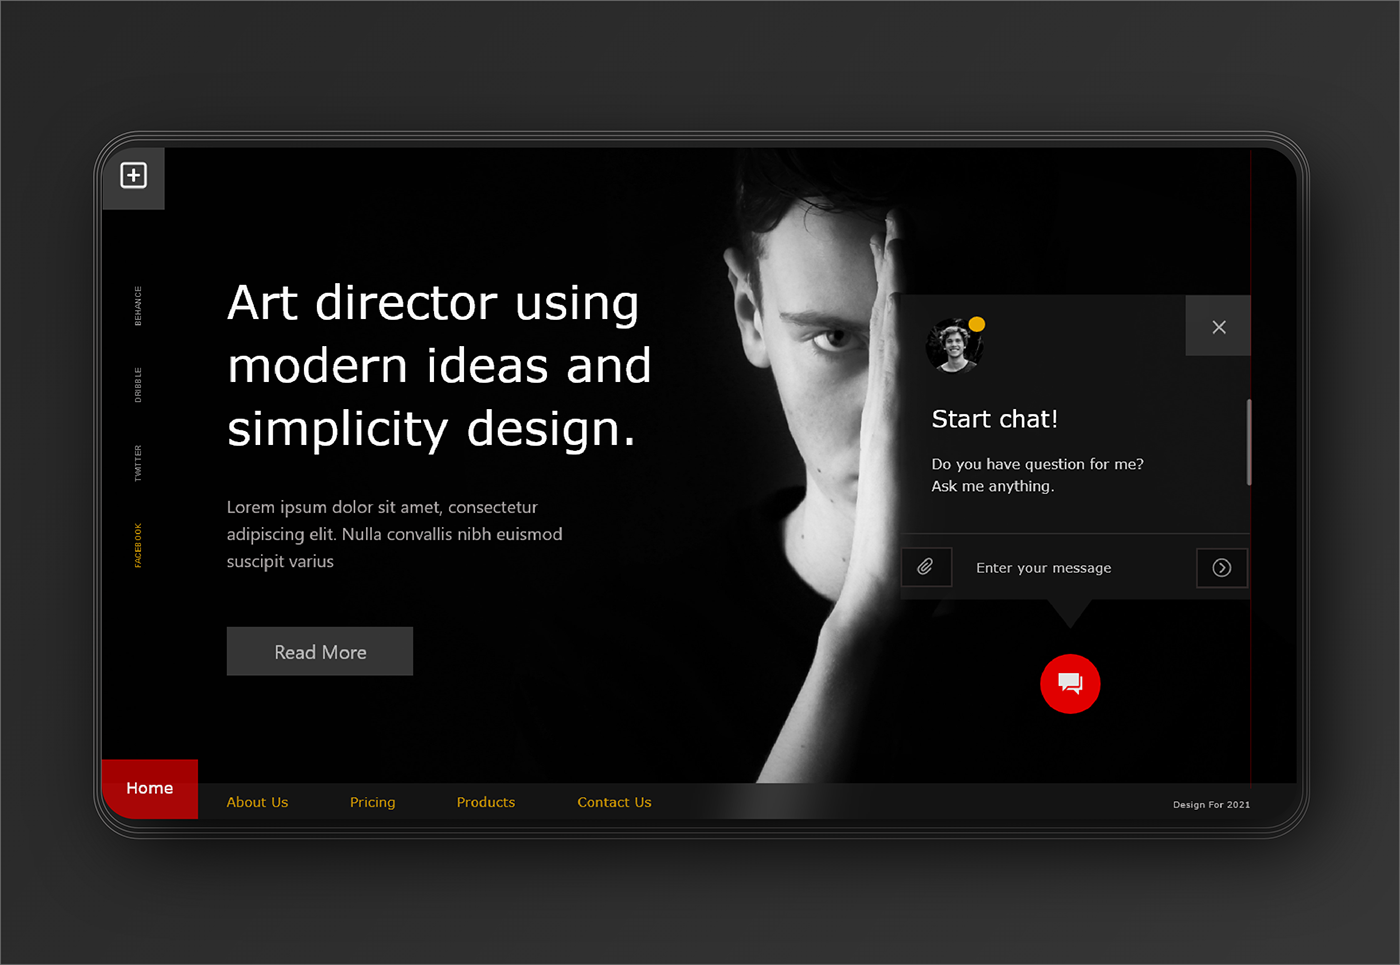 BEHANCE
DRIBBLE
TWITTER
FACEBOOK
Art director using
modern ideas and
simplicity design.
Lorem ipsum dolor sit amet, consectetur
adipiscing elit. Nulla convallis nibh euismod
suscipit varius
Read More
Start chat!
Do you have question for me?
Ask me anything.
Enter your message
Home
About Us
Pricing
Products
Contact Us
Design For 2021